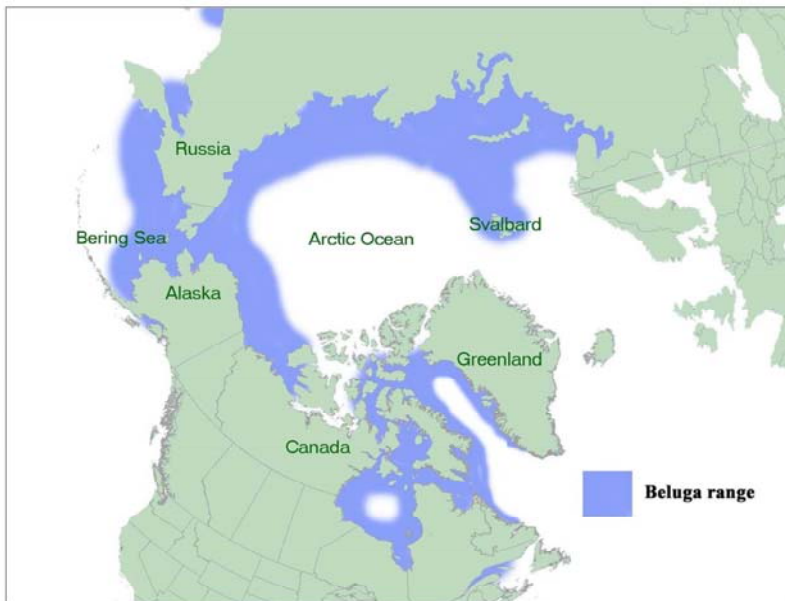 Russia
Bering Sea
Arctic Ocean
Svalbard
Alaska
Greenland
Canada
Beluga range